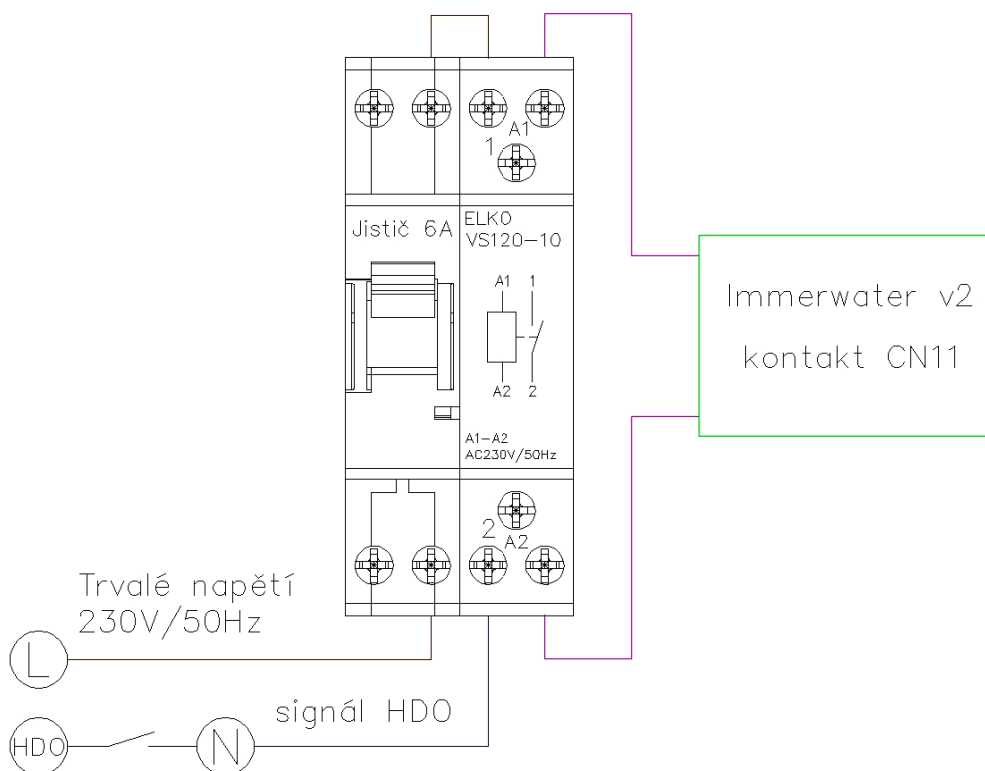 1
A1
Jistič 6A
ELKO
VS120-10
A1
1
A2
2
A1-A2
AC230V/50Hz
Immerwater v2
kontakt CN11
2
A2
Trvalé napětí
230V/50Hz
L
signál HDO
HDO
N